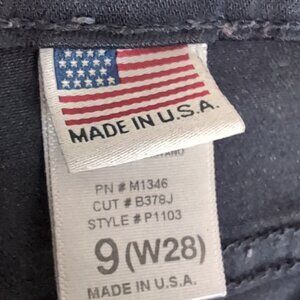 MADE IN U.S.A.
PN # M1346
CUT # B378J
STYLE # P1103
9 (W28)
MADE IN U.S.A.